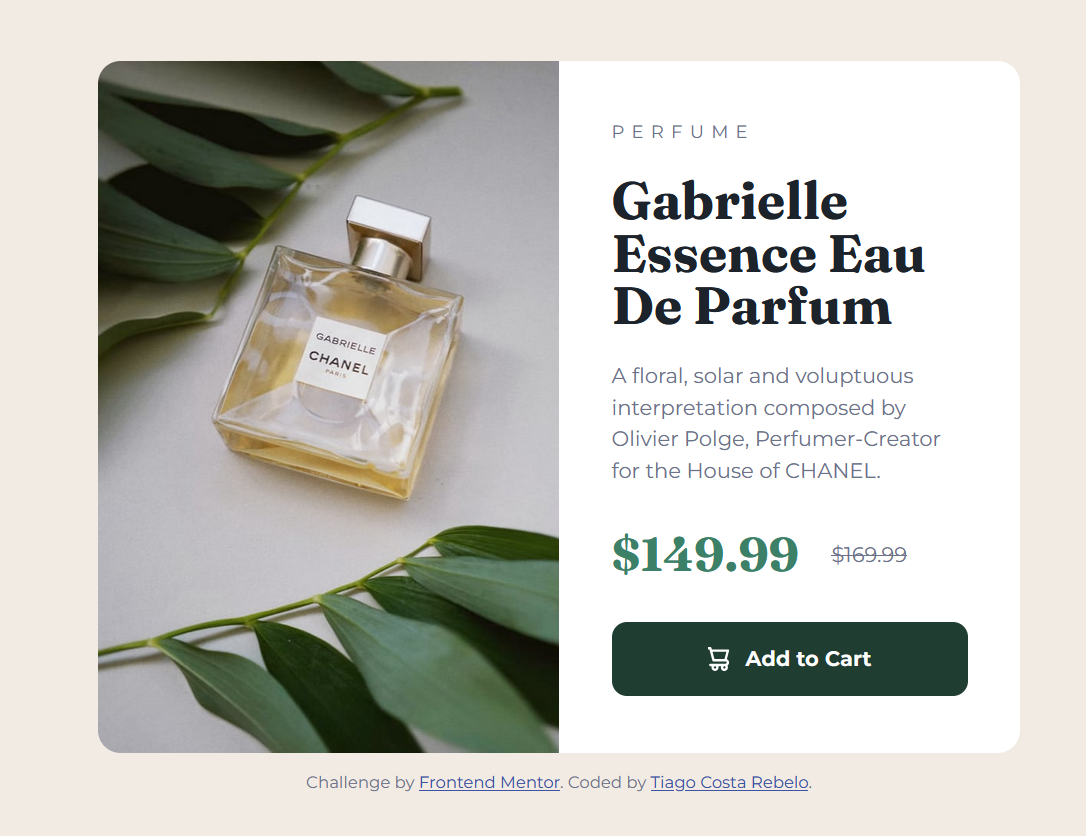 GABRIELLE
CHANEL
PARIS
PERFUME
Gabrielle
Essence Eau
De Parfum
A floral, solar and voluptuous
interpretation composed by
Olivier Polge, Perfumer-Creator
for the House of CHANEL.
$149.99 $169.99
Add to Cart
Challenge by Frontend Mentor. Coded by Tiago Costa Rebelo.